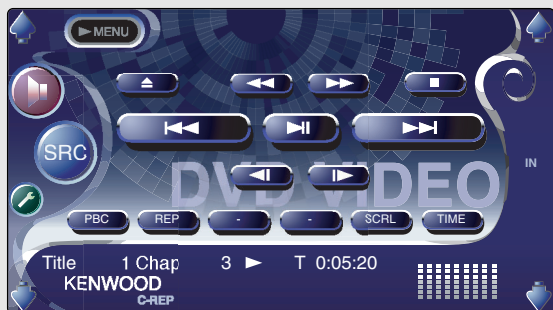 ►MENU
SRC
IN
DVD VIDEO
PBC REP - - SCRL TIME
Title 1 Chap 3 ► T 0:05:20
KENWOOD
C-REP